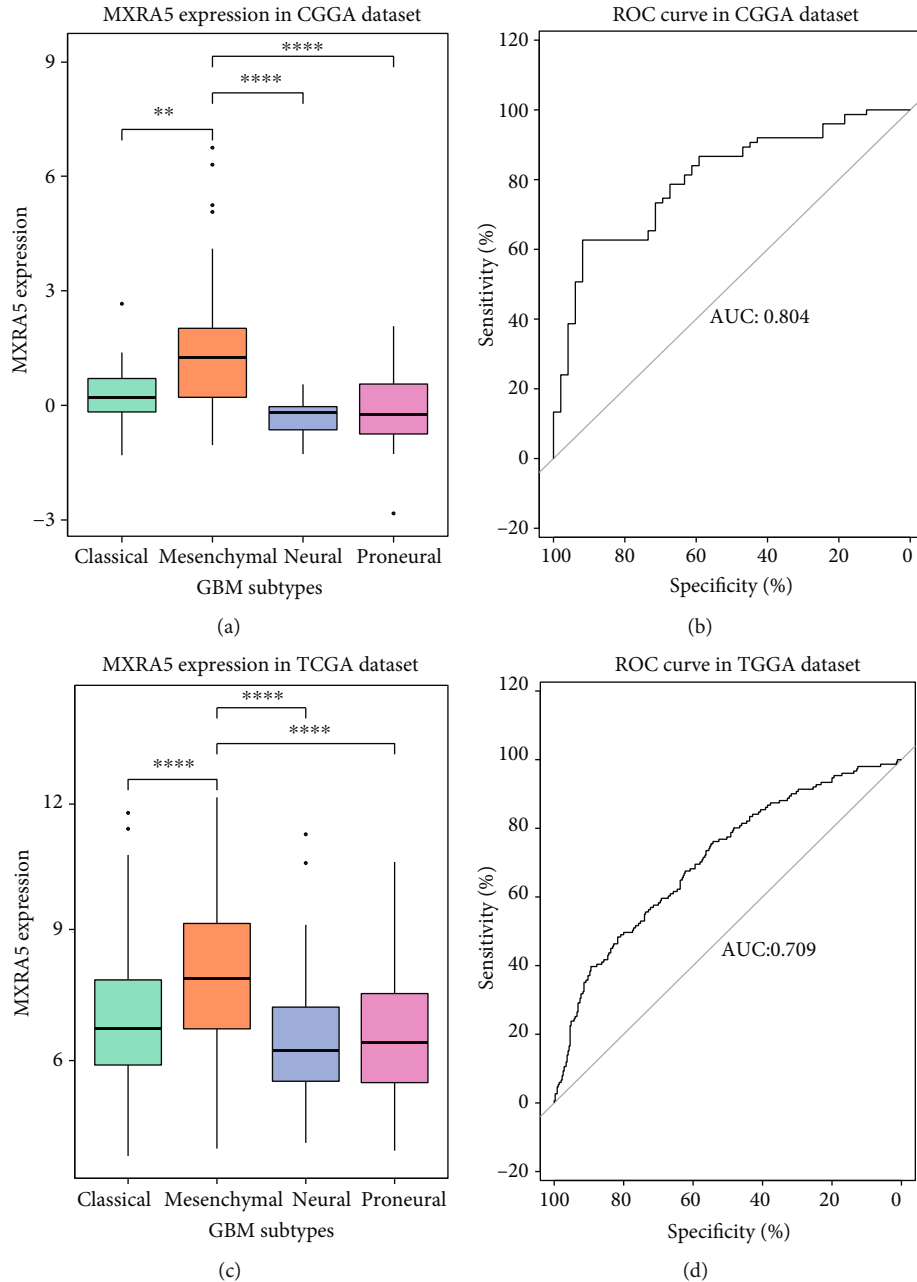 MXRA5 expression in CGGA dataset
9
6
3
0
−3
MXRA5 expression
**
****
****
Classical Mesenchymal Neural Proneural
GBM subtypes
(a)
ROC curve in CGGA dataset
120
100
80
60
40
20
0
−20
Sensitivity (%)
AUC: 0.804
100 80 60 40 20 0
Specificity (%)
(b)
MXRA5 expression in TCGA dataset
12
9
6
MXRA5 expression
****
****
****
Classical Mesenchymal Neural Proneural
GBM subtypes
(c)
ROC curve in TGGA dataset
120
100
80
60
40
20
0
−20
Sensitivity (%)
AUC:0.709
100 80 60 40 20 0
Specificity (%)
(d)